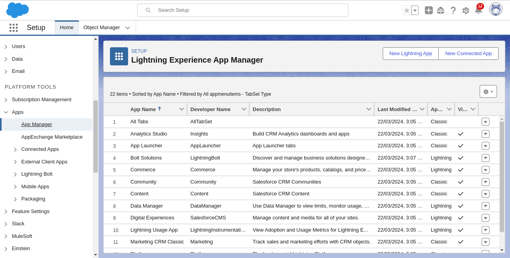 Search Setup
12
Setup
Home
Object Manager
Users
Data
Email
PLATFORM TOOLS
Subscription Management
Apps
App Manager
AppExchange Marketplace
Connected Apps
External Client Apps
Lightning Bolt
Mobile Apps
Packaging
Feature Settings
Slack
MuleSoft
Einstein
SETUP
Lightning Experience App Manager
New Lightning App
New Connected App
22 items • Sorted by App Name • Filtered by All appmenuitems - TabSet Type
App Name ↑ Developer Name Description Last Modified ... Ap... Vi...
1 All Tabs AllTabSet 22/03/2024, 3:05 ... Classic
2 Analytics Studio Insights Build CRM Analytics dashboards and apps 22/03/2024, 3:05 ... Classic
3 App Launcher AppLauncher App Launcher tabs 22/03/2024, 3:05 ... Classic
4 Bolt Solutions LightningBolt Discover and manage business solutions designe... 22/03/2024, 3:07 ... Lightning
5 Commerce Commerce Manage your store's products, catalogs, and price... 22/03/2024, 3:05 ... Lightning
6 Community Community Salesforce CRM Communities 22/03/2024, 3:05 ... Classic
7 Content Content Salesforce CRM Content 22/03/2024, 3:05 ... Classic
8 Data Manager DataManager Use Data Manager to view limits, monitor usage, ... 22/03/2024, 3:05 ... Lightning
9 Digital Experiences SalesforceCMS Manage content and media for all of your sites. 22/03/2024, 3:05 ... Lightning
10 Lightning Usage App LightningInstrumentati... View Adoption and Usage Metrics for Lightning E... 22/03/2024, 3:05 ... Lightning
11 Marketing CRM Classic Marketing Track sales and marketing efforts with CRM objects. 22/03/2024, 3:05 ... Classic